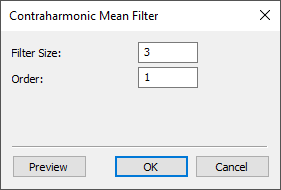 Contraharmonic Mean Filter
Filter Size: 3
Order: 1
Preview OK Cancel